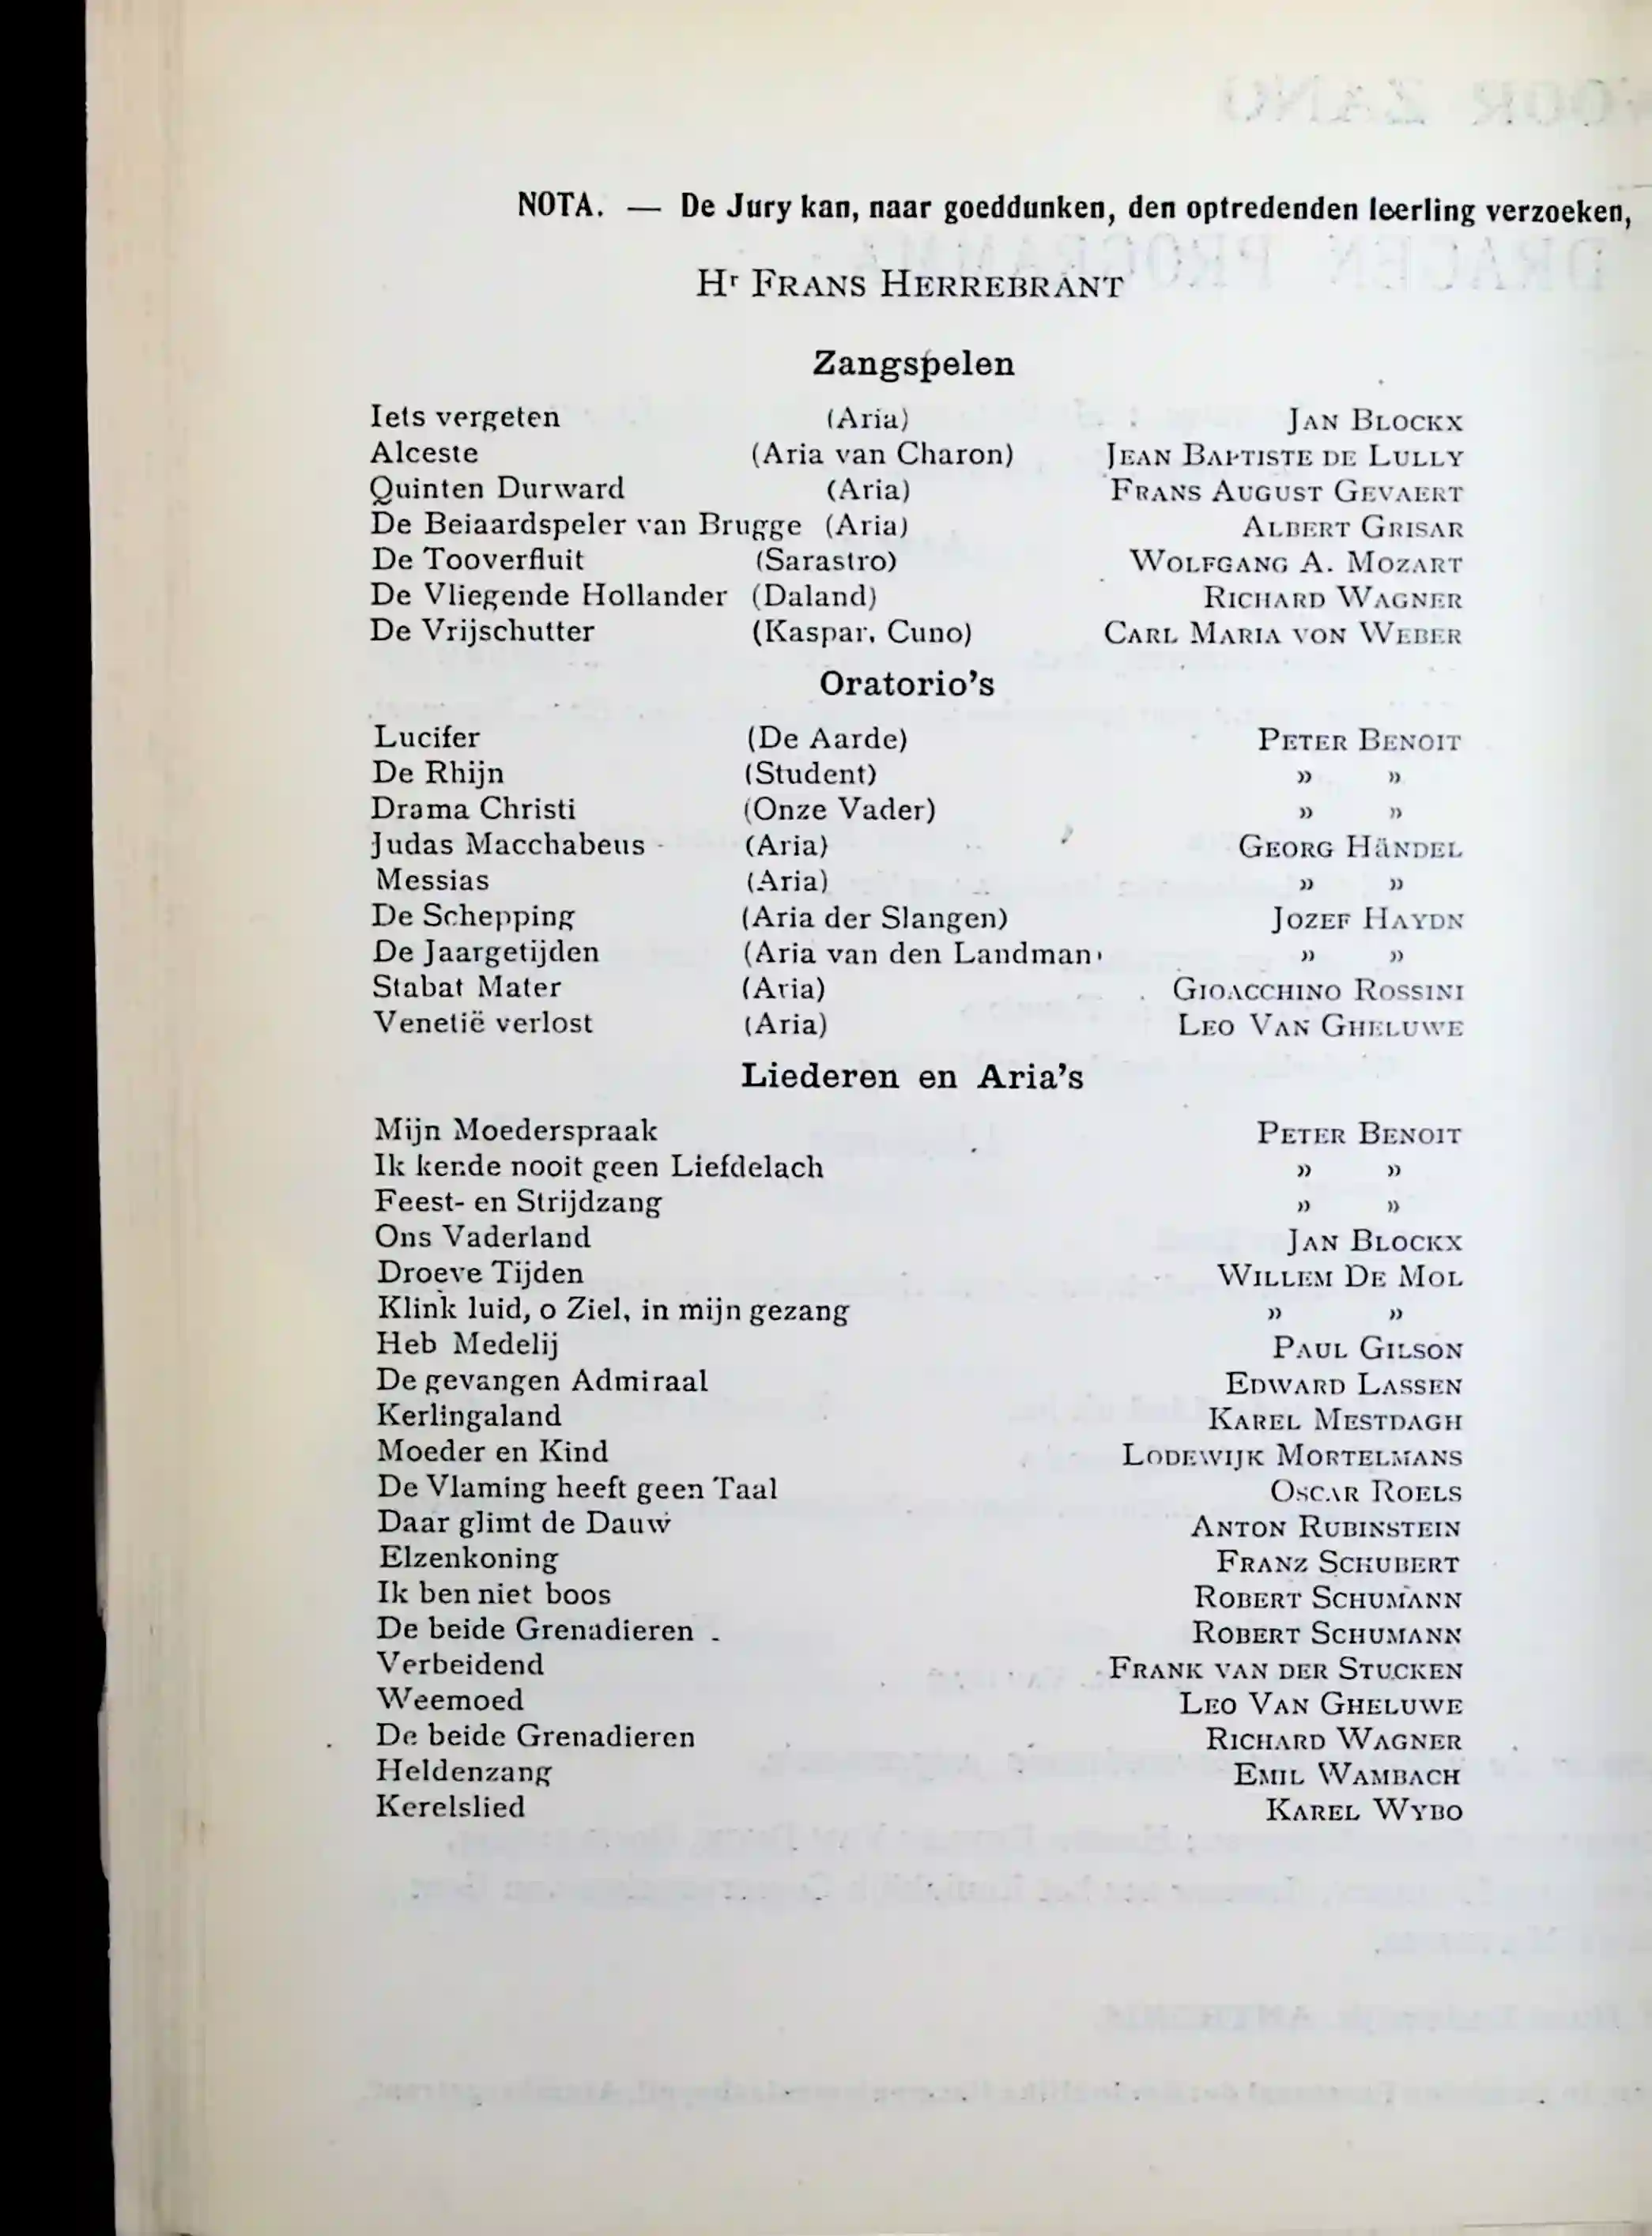 NOTA. — De Jury kan, naar goeddunken, den optredenden leerling verzoeken,
Hr FRANS HERREBRANT
Zangspelen
Iets vergeten (Aria) JAN BLOCKX
Alceste (Aria van Charon) JEAN BAPTISTE DE LULLY
Quinten Durward (Aria) FRANS AUGUST GEVAERT
De Beiaardspeler van Brugge (Aria) ALBERT GRISAR
De Tooverfluit (Sarastro) WOLFGANG A. MOZART
De Vliegende Hollander (Daland) RICHARD WAGNER
De Vrijschutter (Kaspar, Cuno) CARL MARIA VON WEBER
Oratorio's
Lucifer (De Aarde) PETER BENOIT
De Rhijn (Student) » »
Drama Christi (Onze Vader) » »
Judas Macchabeus (Aria) GEORG HäNDEL
Messias (Aria) » »
De Schepping (Aria der Slangen) JOZEF HAYDN
De Jaargetijden (Aria van den Landman) » »
Stabat Mater (Aria) GIOACCHINO ROSSINI
Venetië verlost (Aria) LEO VAN GHELUWE
Liederen en Aria's
Mijn Moederspraak PETER BENOIT
Ik kende nooit geen Liefdelach » »
Feest- en Strijdzang » »
Ons Vaderland JAN BLOCKX
Droeve Tijden WILLEM DE MOL
Klink luid, o Ziel, in mijn gezang » »
Heb Medelij PAUL GILSON
De gevangen Admiraal EDWARD LASSEN
Kerlingaland KAREL MESTDAGH
Moeder en Kind LODEWIJK MORTELMANS
De Vlaming heeft geen Taal OSCAR ROELS
Daar glimt de Dauw ANTON RUBINSTEIN
Elzenkoning FRANZ SCHUBERT
Ik ben niet boos ROBERT SCHUMANN
De beide Grenadieren ROBERT SCHUMANN
Verbeidend FRANK VAN DER STUCKEN
Weemoed LEO VAN GHELUWE
De beide Grenadieren RICHARD WAGNER
Heldenzang EMIL WAMBACH
Kerelslied KAREL WYBO